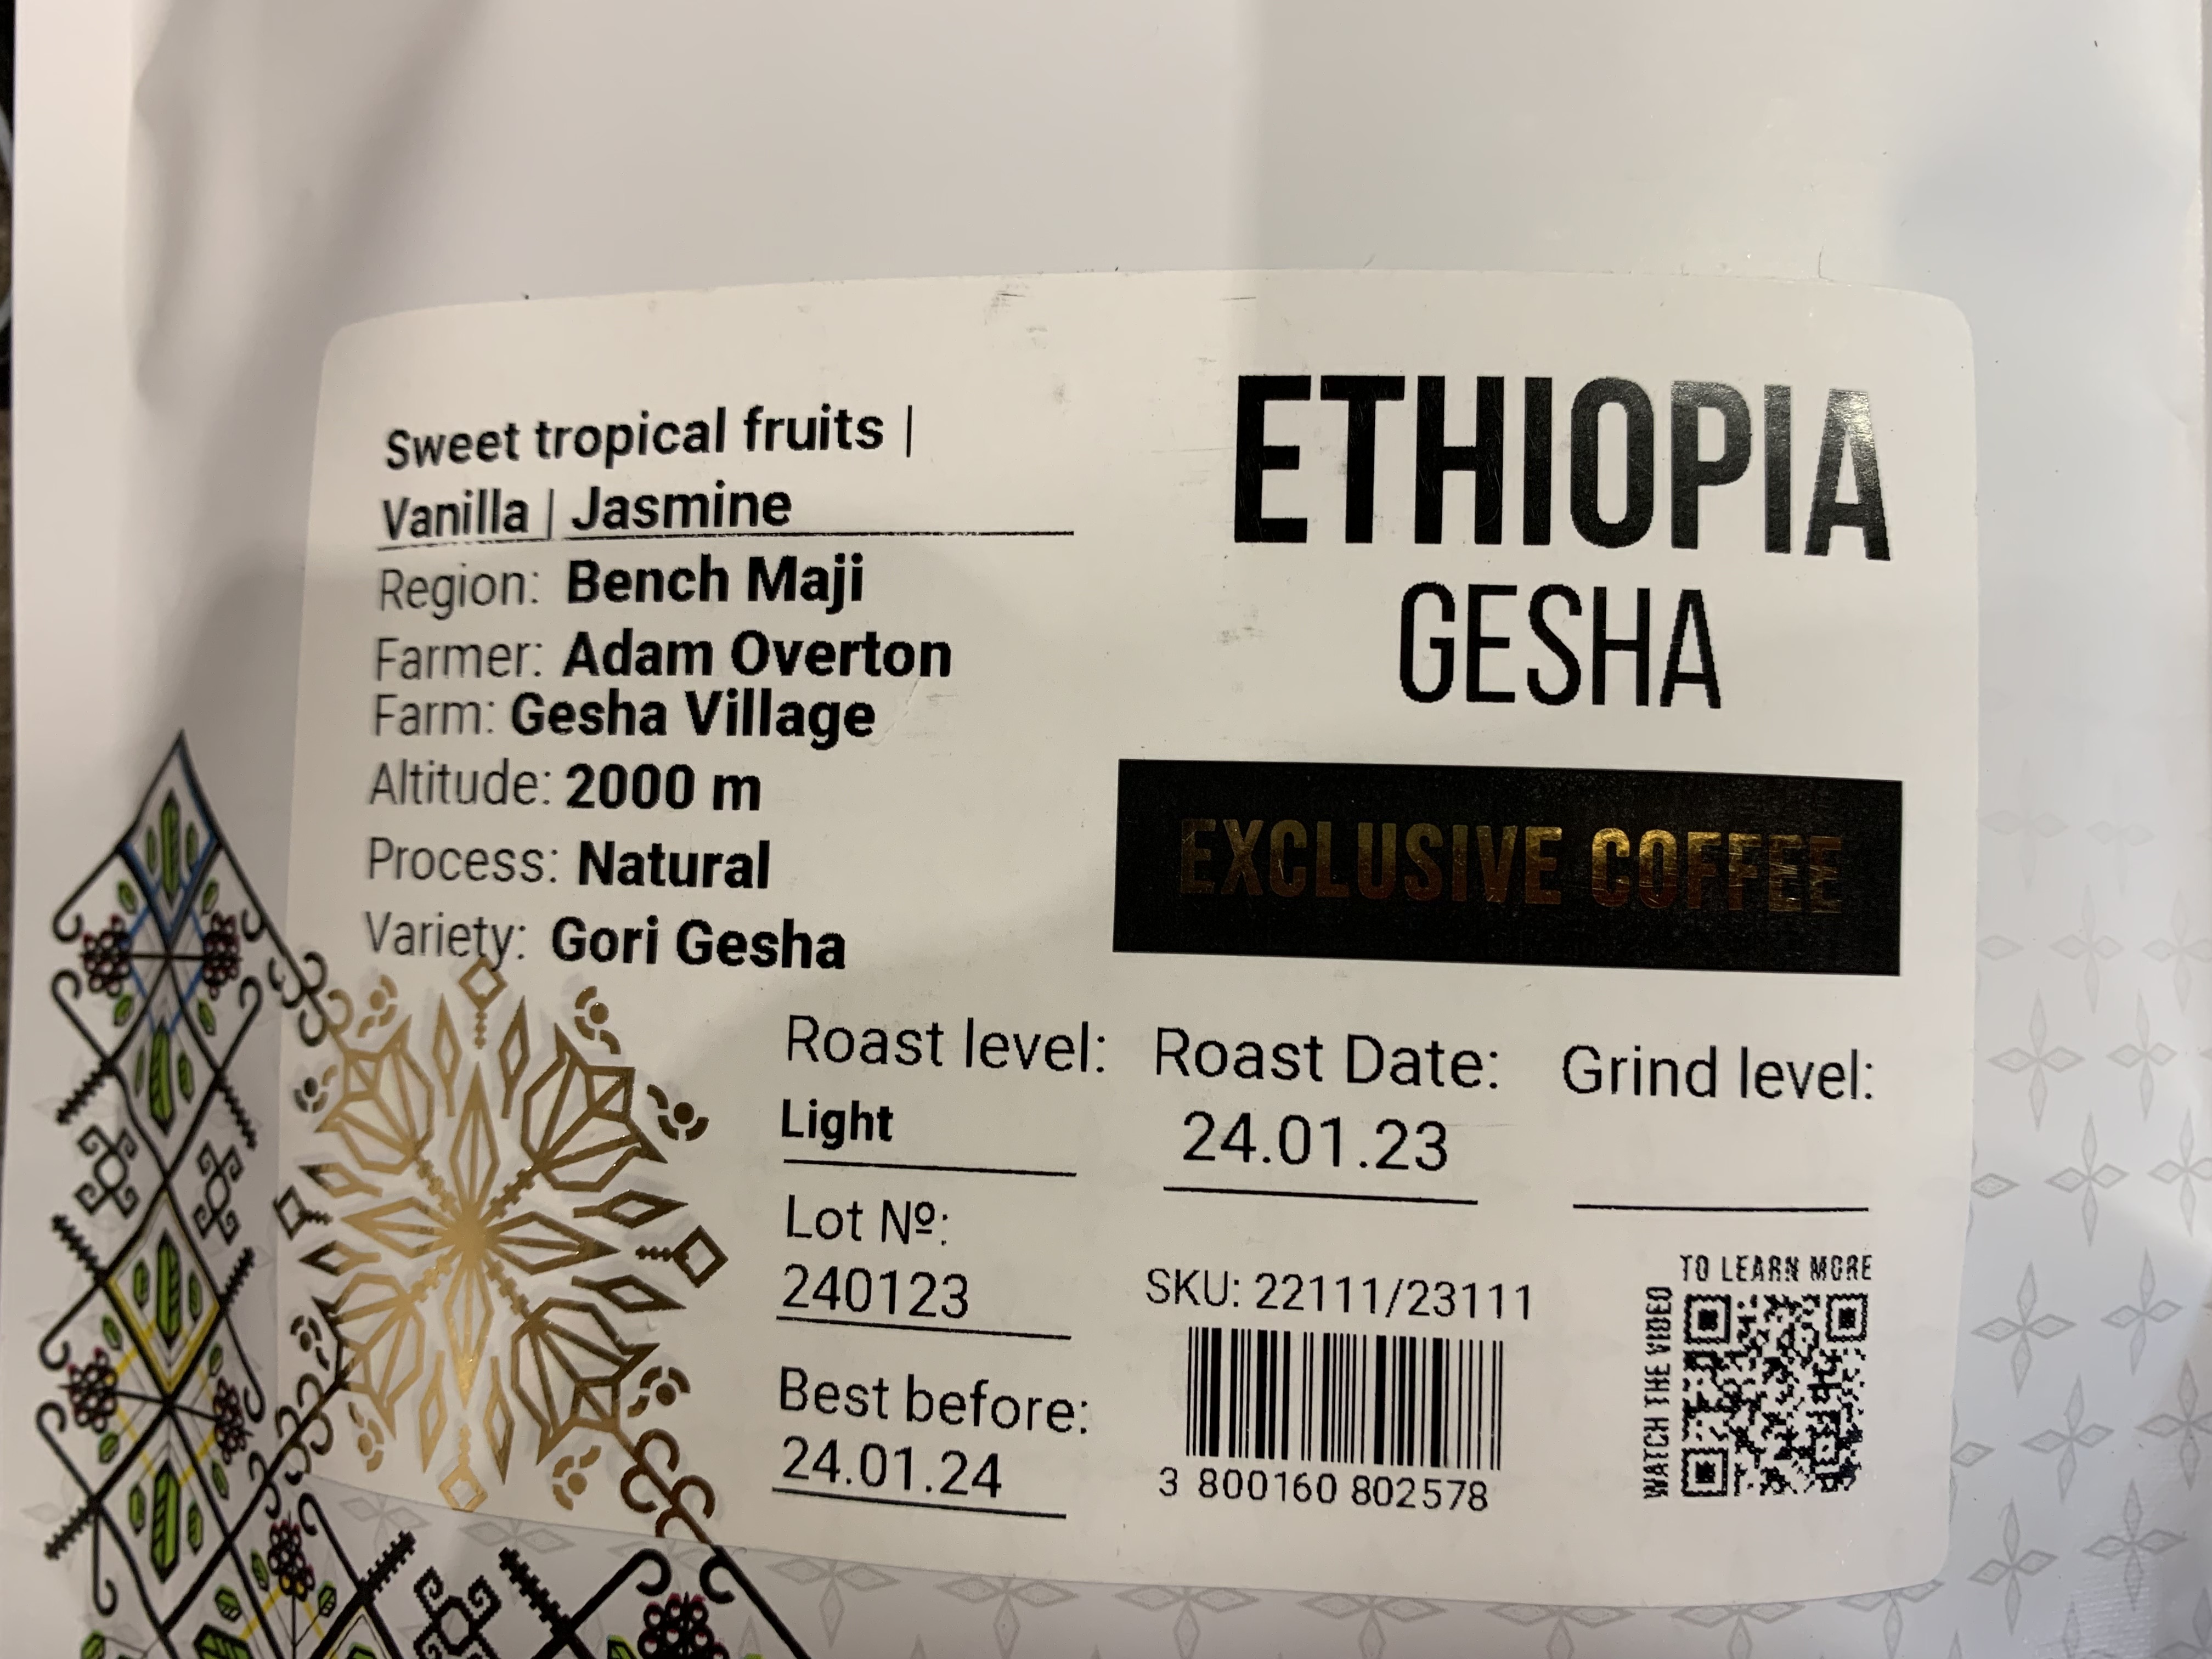 Sweet tropical fruits |
Vanilla | Jasmine
Region: Bench Maji
Farmer: Adam Overton
Farm: Gesha Village
Altitude: 2000 m
Process: Natural
Variety: Gori Gesha
ETHIOPIA
GESHA
EXCLUSIVE COFFEE
Roast level:
Light
Roast Date:
24.01.23
Grind level:
Lot Nº:
240123
Best before:
24.01.24
SKU: 22111/23111
3 800160 802578
TO LEARN MORE
WATCH THE VIDEO